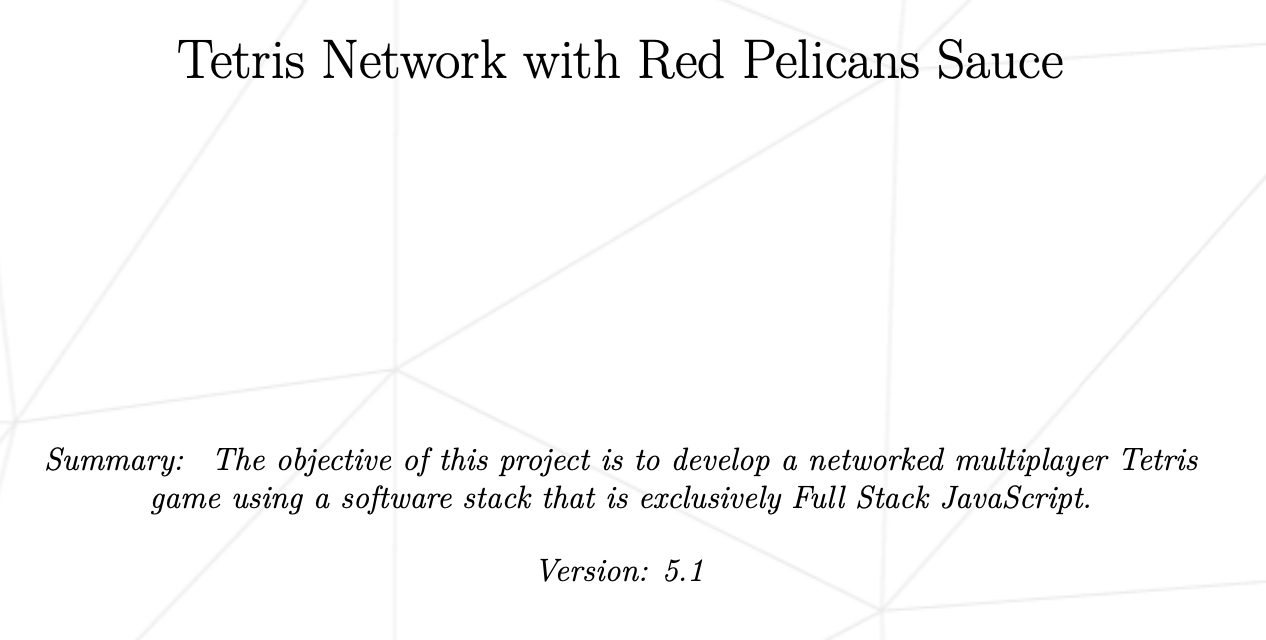 Tetris Network with Red Pelicans Sauce
Summary: The objective of this project is to develop a networked multiplayer Tetris
game using a software stack that is exclusively Full Stack JavaScript.
Version: 5.1